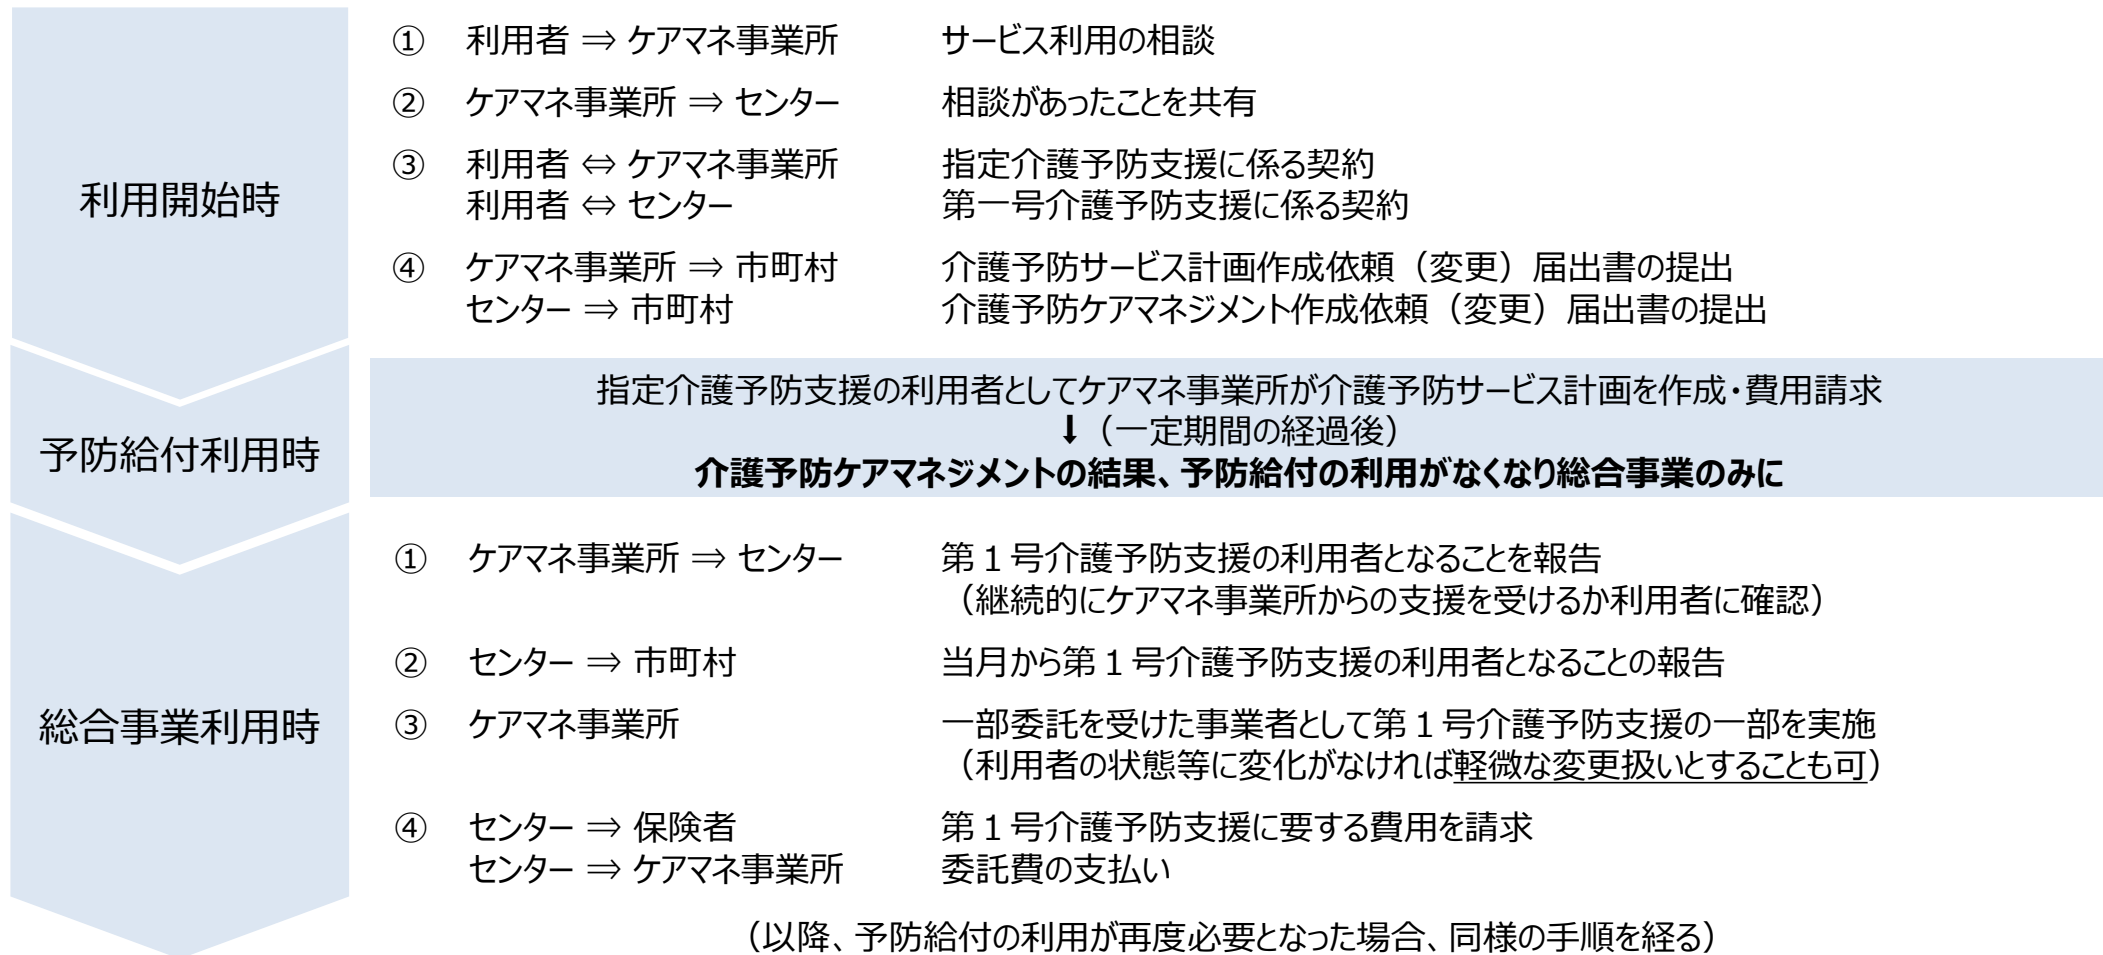 利用開始時
① 利用者 ⇒ ケアマネ事業所 サービス利用の相談
② ケアマネ事業所 ⇒ センター 相談があったことを共有
③ 利用者 ⇔ ケアマネ事業所 指定介護予防支援に係る契約
利用者 ⇔ センター 第一号介護予防支援に係る契約
④ ケアマネ事業所 ⇒ 市町村 介護予防サービス計画作成依頼（変更）届出書の提出
センター ⇒ 市町村 介護予防ケアマネジメント作成依頼（変更）届出書の提出
予防給付利用時
指定介護予防支援の利用者としてケアマネ事業所が介護予防サービス計画を作成・費用請求
⬇（一定期間の経過後）
介護予防ケアマネジメントの結果、予防給付の利用がなくなり総合事業のみに
総合事業利用時
① ケアマネ事業所 ⇒ センター 第１号介護予防支援の利用者となることを報告
（継続的にケアマネ事業所からの支援を受けるか利用者に確認）
② センター ⇒ 市町村 当月から第１号介護予防支援の利用者となることの報告
③ ケアマネ事業所 一部委託を受けた事業者として第１号介護予防支援の一部を実施
（利用者の状態等に変化がなければ軽微な変更扱いとすることも可）
④ センター ⇒ 保険者 第１号介護予防支援に要する費用を請求
センター ⇒ ケアマネ事業所 委託費の支払い
（以降、予防給付の利用が再度必要となった場合、同様の手順を経る）